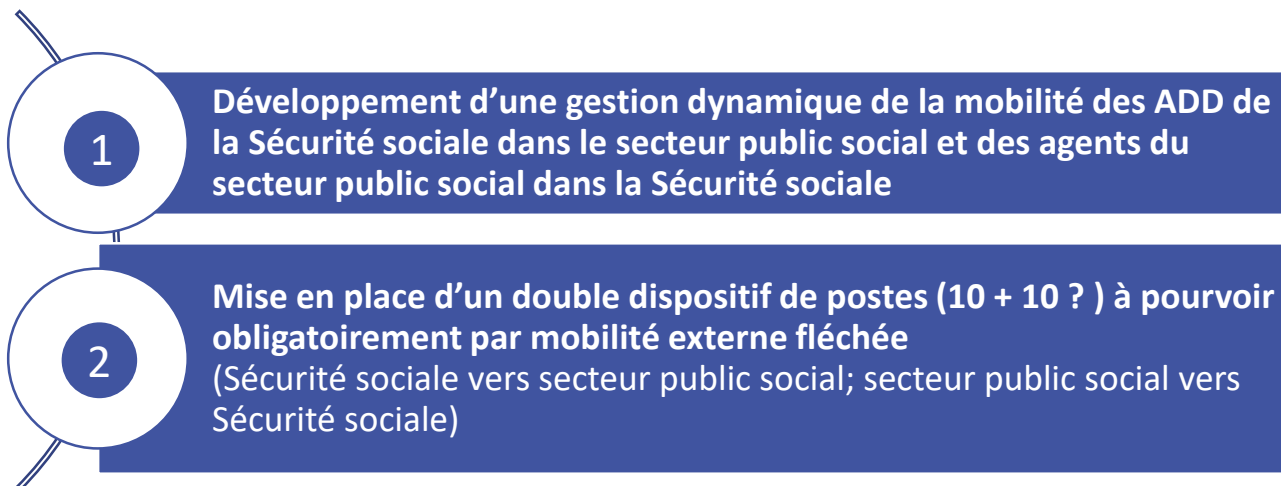 1
Développement d’une gestion dynamique de la mobilité des ADD de
la Sécurité sociale dans le secteur public social et des agents du
secteur public social dans la Sécurité sociale
2
Mise en place d’un double dispositif de postes (10 + 10 ? ) à pourvoir
obligatoirement par mobilité externe fléchée
(Sécurité sociale vers secteur public social; secteur public social vers
Sécurité sociale)